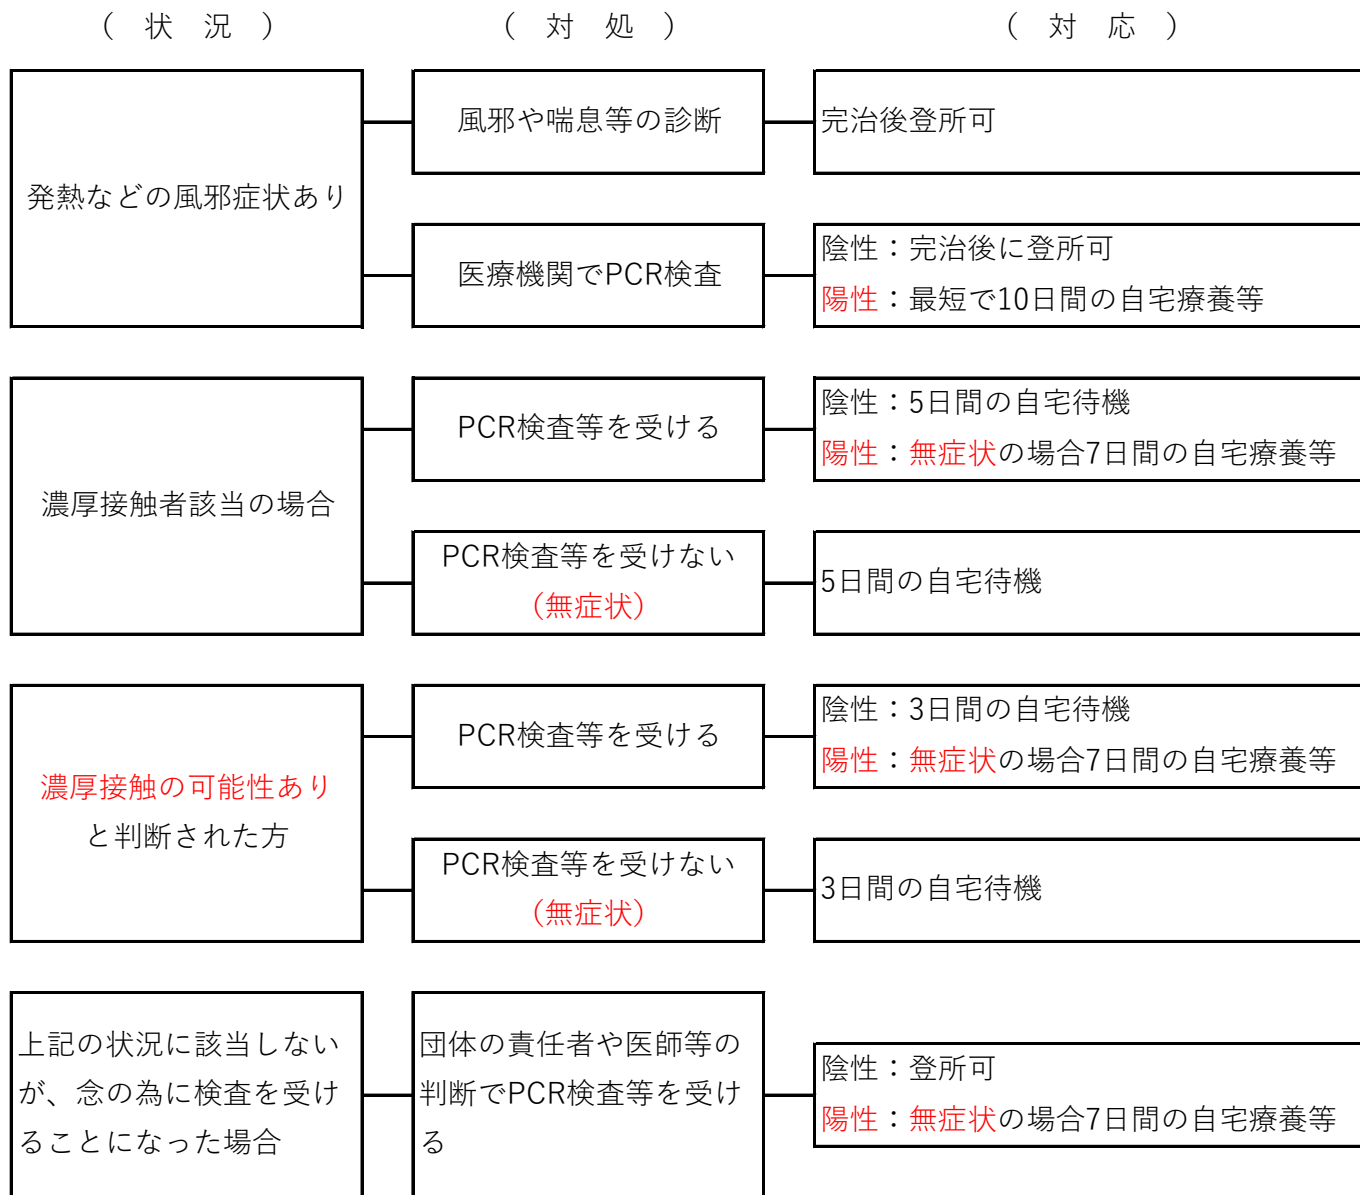 （　状　況　）
（　対　処　）
（　対　応　）
発熱などの風邪症状あり
風邪や喘息等の診断
完治後登所可
医療機関でPCR検査
陰性：完治後に登所可
陽性：最短で10日間の自宅療養等
濃厚接触者該当の場合
PCR検査等を受ける
陰性：5日間の自宅待機
陽性：無症状の場合7日間の自宅療養等
PCR検査等を受けない
（無症状）
5日間の自宅待機
濃厚接触の可能性あり
と判断された方
PCR検査等を受ける
陰性：3日間の自宅待機
陽性：無症状の場合7日間の自宅療養等
PCR検査等を受けない
（無症状）
3日間の自宅待機
上記の状況に該当しない
が、念の為に検査を受け
ることになった場合
団体の責任者や医師等の
判断でPCR検査等を受け
る
陰性：登所可
陽性：無症状の場合7日間の自宅療養等